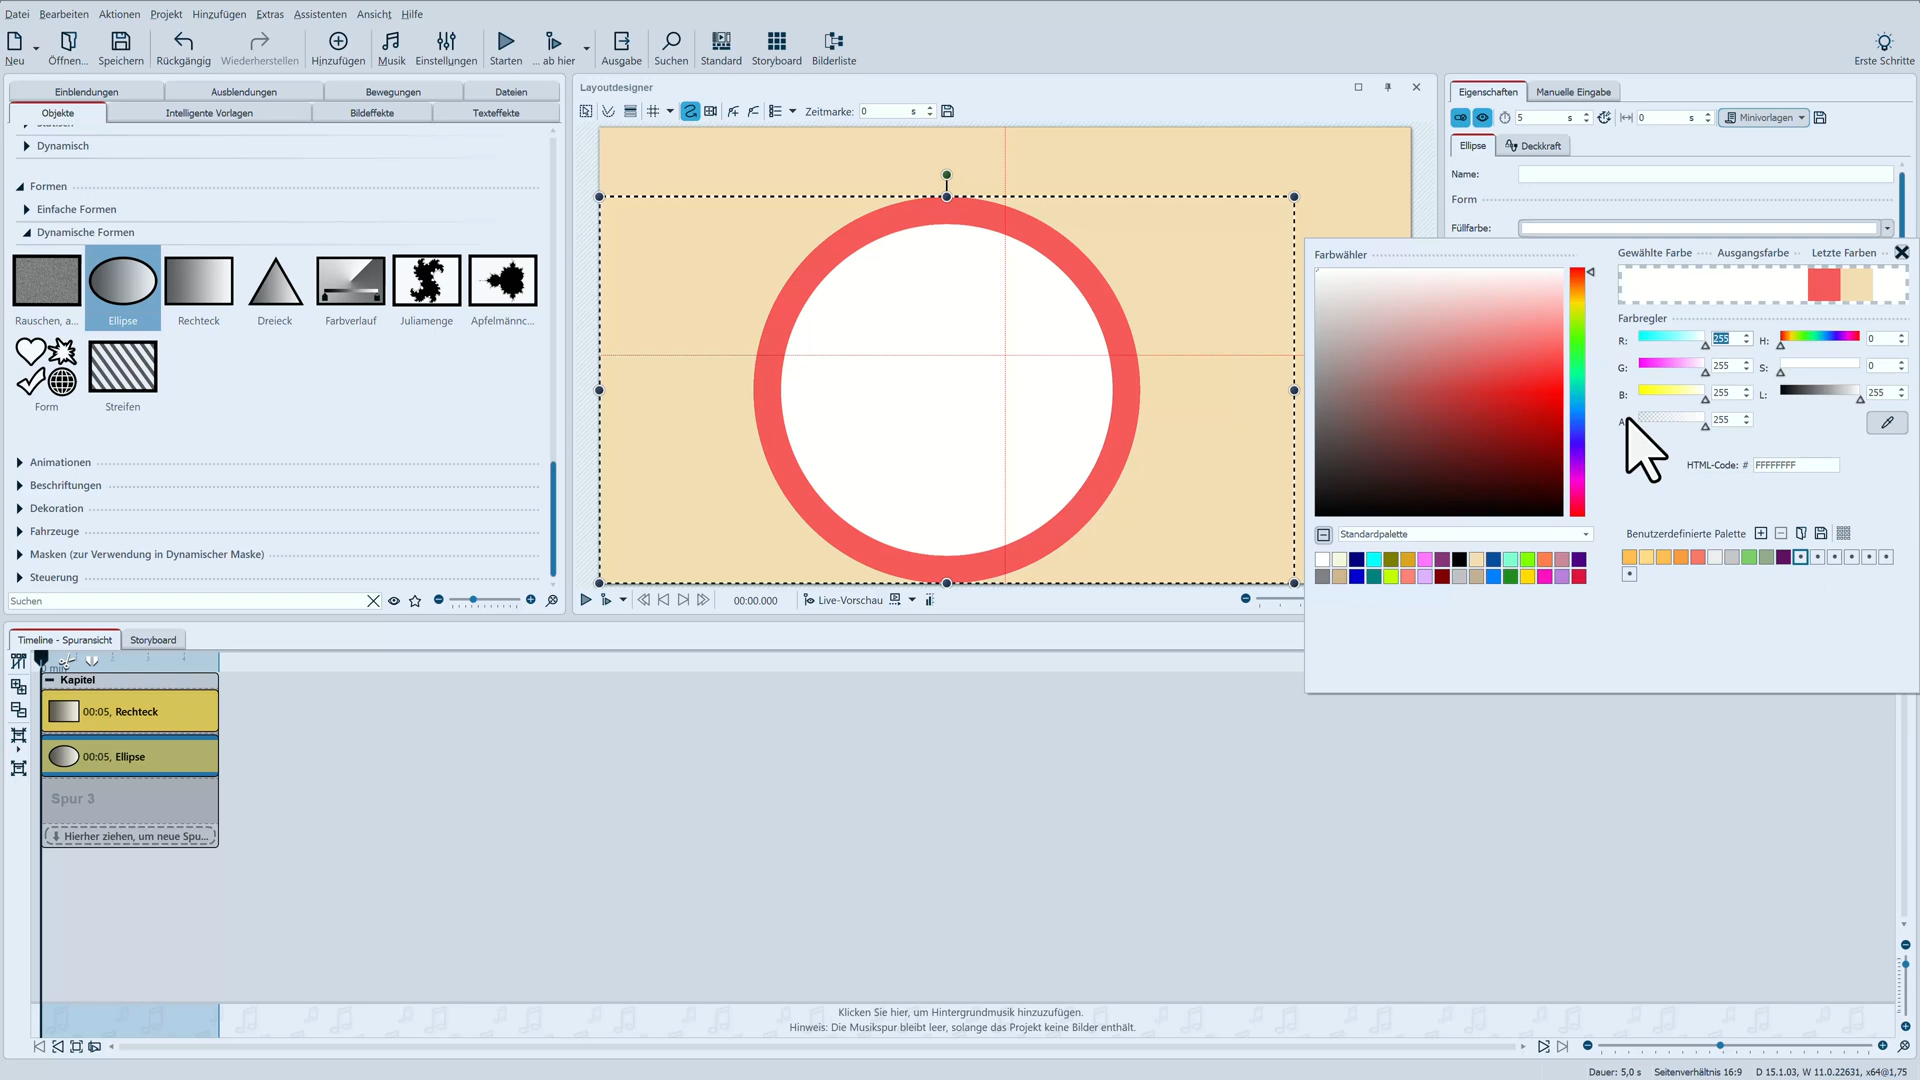 Datei Bearbeiten Aktionen Projekt Hinzufügen Extras Assistenten Ansicht Hilfe
Neu Öffnen... Speichern Rückgängig Wiederherstellen Hinzufügen Musik Einstellungen Starten ... ab hier Ausgabe Suchen Standard Storyboard Bilderliste Erste Schritte
Einblendungen Ausblendungen Bewegungen Dateien
Objekte Intelligente Vorlagen Bildeffekte Texteffekte
Dynamisch
Formen
Einfache Formen
Dynamische Formen
Rauschen, a... Ellipse Rechteck Dreieck Farbverlauf Juliamenge Apfelmännc...
Form Streifen
Animationen
Beschriftungen
Dekoration
Fahrzeuge
Masken (zur Verwendung in Dynamischer Maske)
Steuerung
Suchen
Layoutdesigner
Zeitmarke: 0 s
00:00.000 Live-Vorschau
Eigenschaften Manuelle Eingabe
5 s 0 s Minivorlagen
Ellipse Deckkraft
Name:
Form
Füllfarbe:
Farbwähler
Gewählte Farbe Ausgangsfarbe Letzte Farben
Farbregler
R: 255 H: 0
G: 255 S: 0
B: 255 L: 255
A: 255
HTML-Code: # FFFFFFFF
Standardpalette
Benutzerdefinierte Palette
Timeline - Spuransicht Storyboard
0 min
Kapitel
00:05, Rechteck
00:05, Ellipse
Spur 3
Hierher ziehen, um neue Spu...
Klicken Sie hier, um Hintergrundmusik hinzuzufügen.
Hinweis: Die Musikspur bleibt leer, solange das Projekt keine Bilder enthält.
Dauer: 5,0 s Seitenverhältnis 16:9 D 15.1.03, W 11.0.22631, x64@1,75